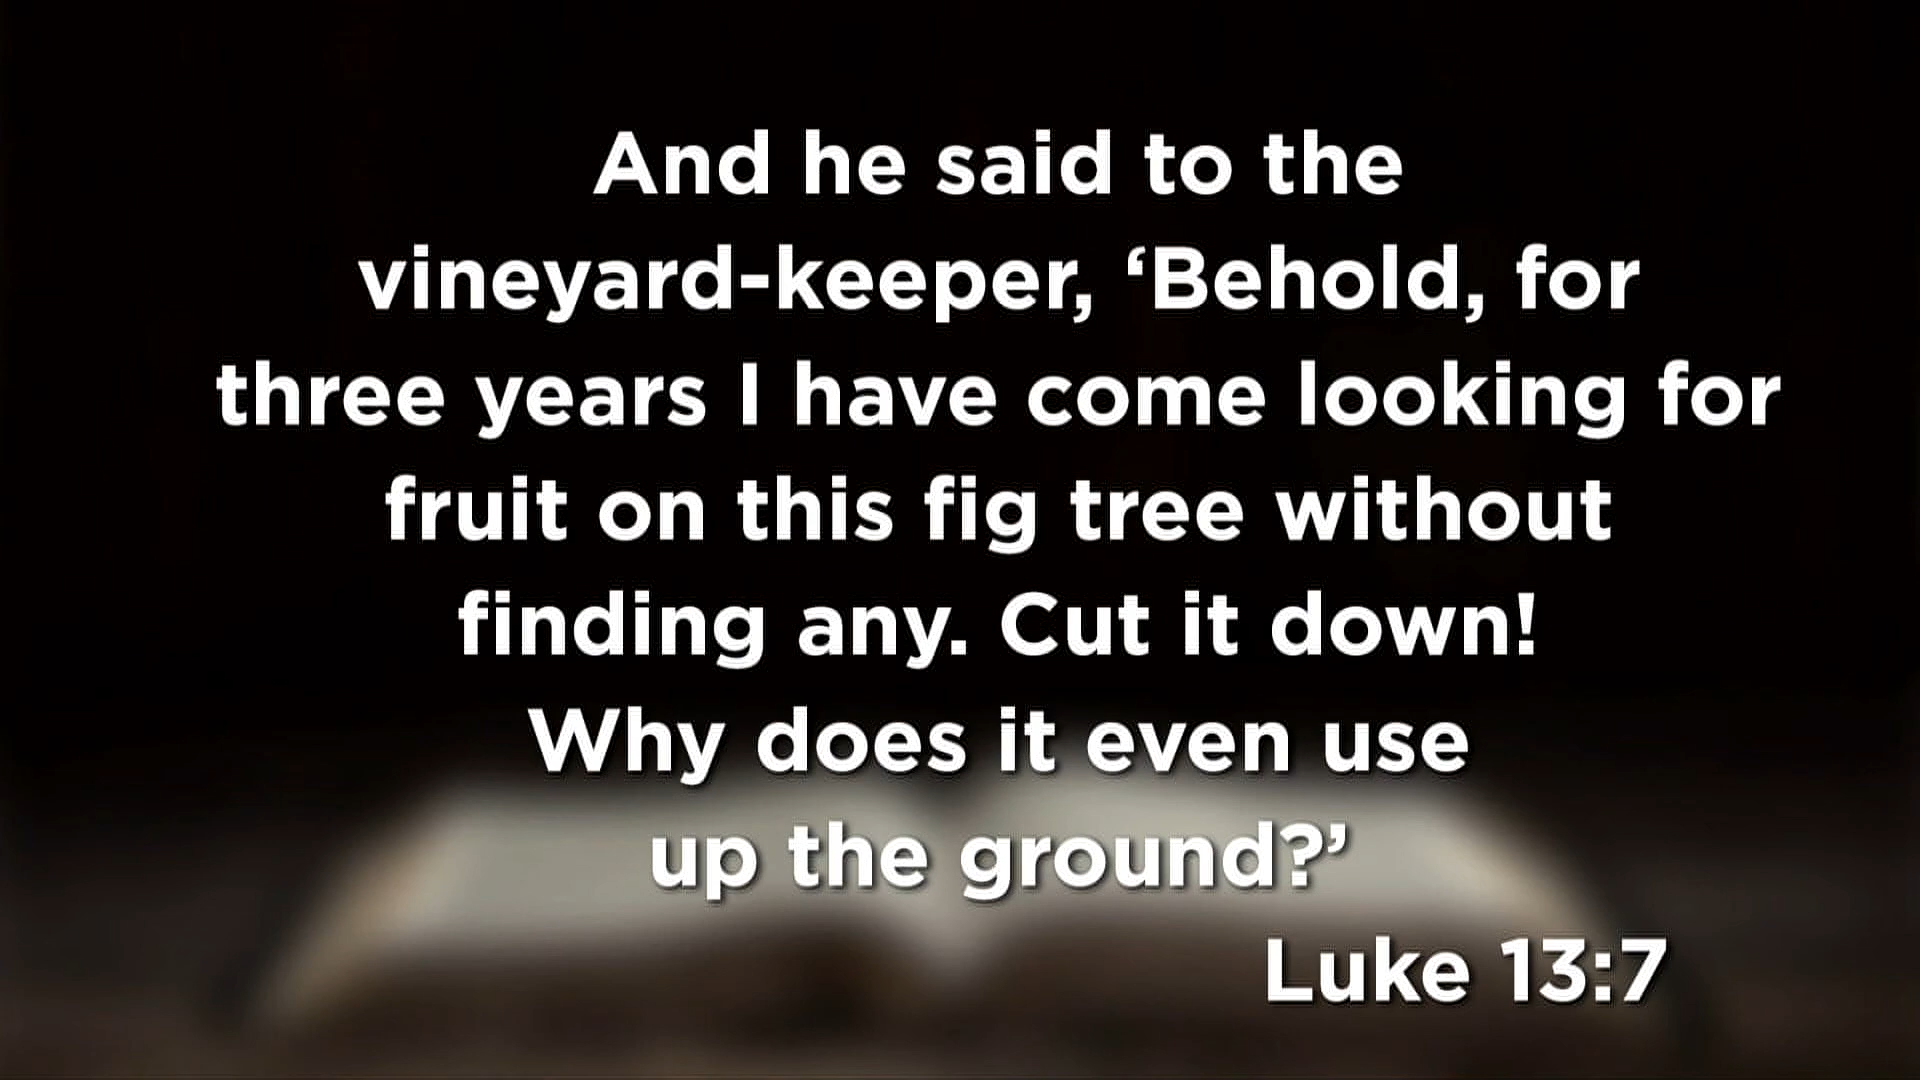 And he said to the
vineyard-keeper, ‘Behold, for
three years I have come looking for
fruit on this fig tree without
finding any. Cut it down!
Why does it even use
up the ground?’
Luke 13:7